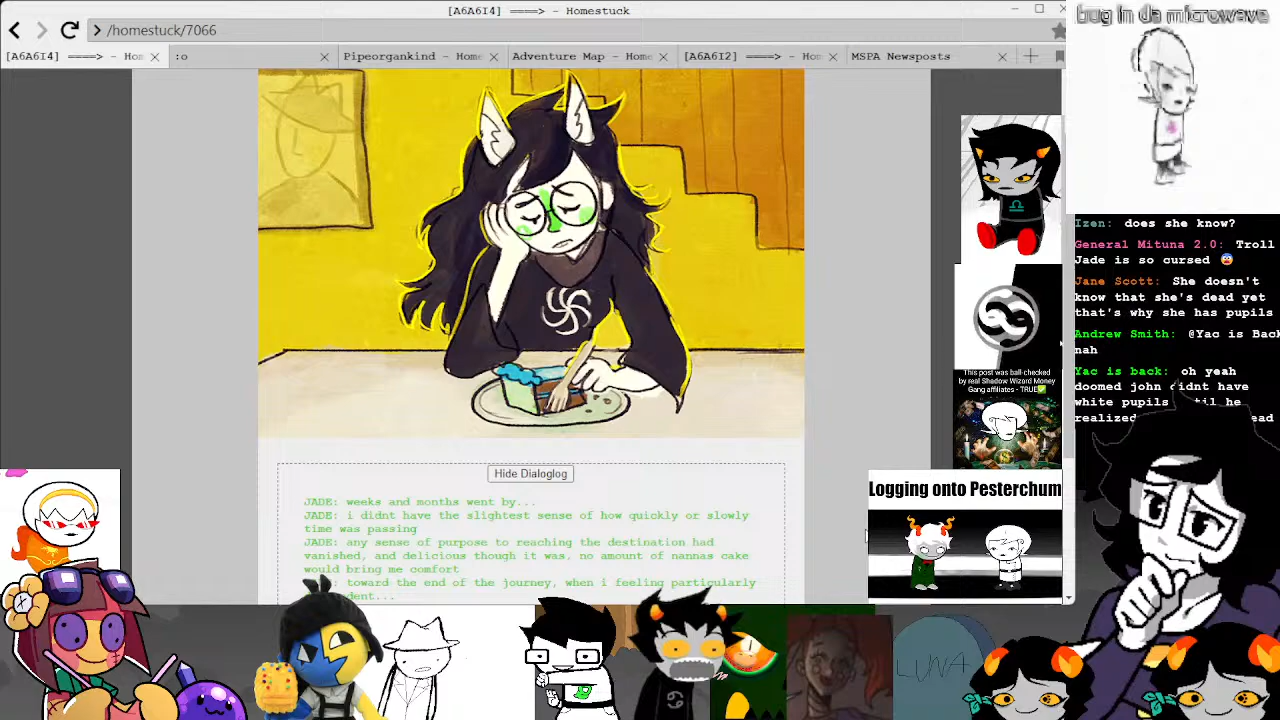 [A6A6I4] ====> - Homestuck
/homestuck/7066
[A6A6I4] ====> - Hom
:o
Pipeorgankind - Home
Adventure Map - Home
[A6A6I2] ====> - Hom
MSPA Newsposts
bug in da microwave
Izen: does she know?
General Mituna 2.0: Troll
Jade is so cursed 😨
Jane Scott: She doesn't
know that she's dead yet
that's why she has pupils
Andrew Smith: @Yac is Back
nah
Yac is back: oh yeah
doomed john didnt have
white pupils
he
realized
This post was ball-checked
by real Shadow Wizard Money
Gang affiliates - TRUE✅
Logging onto Pesterchum
Hide Dialoglog
JADE: weeks and months went by...
JADE: i didnt have the slightest sense of how quickly or slowly
time was passing
JADE: any sense of purpose to reaching the destination had
vanished, and delicious though it was, no amount of nannas cake
would bring me comfort
: toward the end of the journey, when i feeling particularly
dent...
LUNA